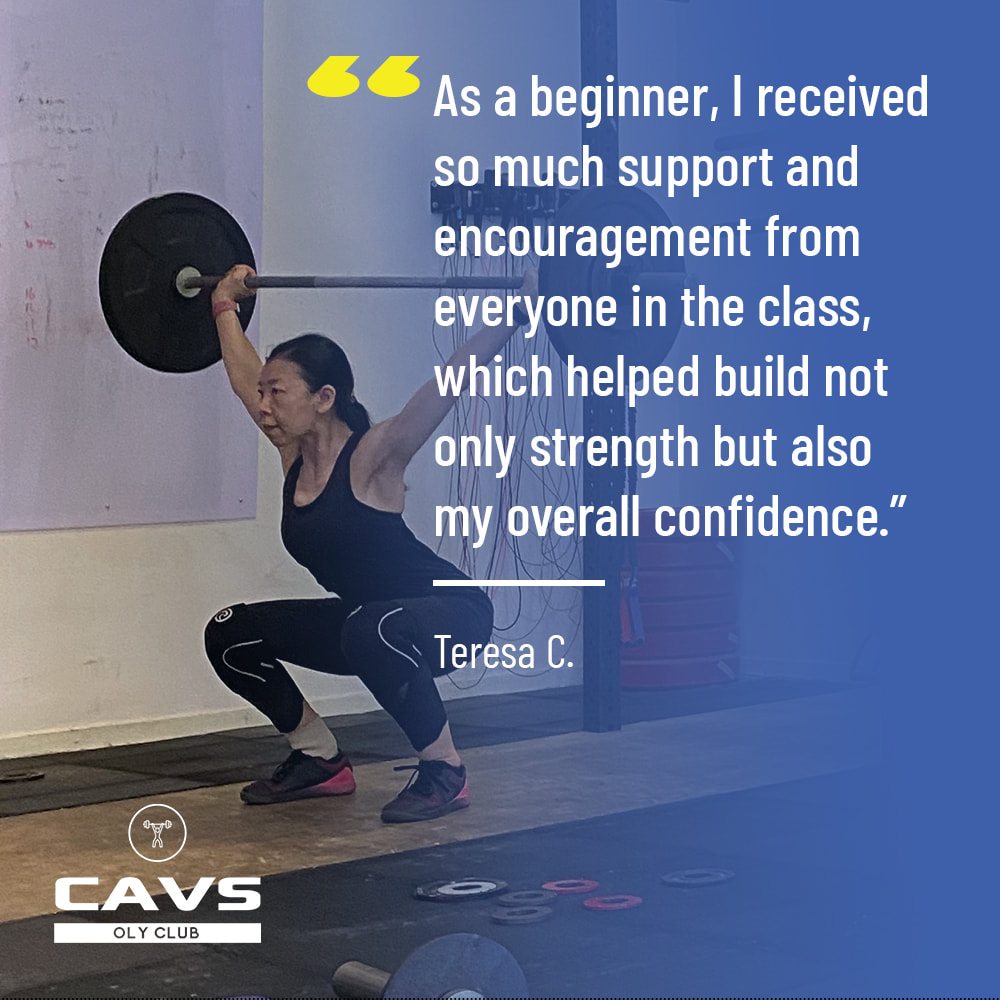 “As a beginner, I received
so much support and
encouragement from
everyone in the class,
which helped build not
only strength but also
my overall confidence.”
Teresa C.
CAVS
OLY CLUB